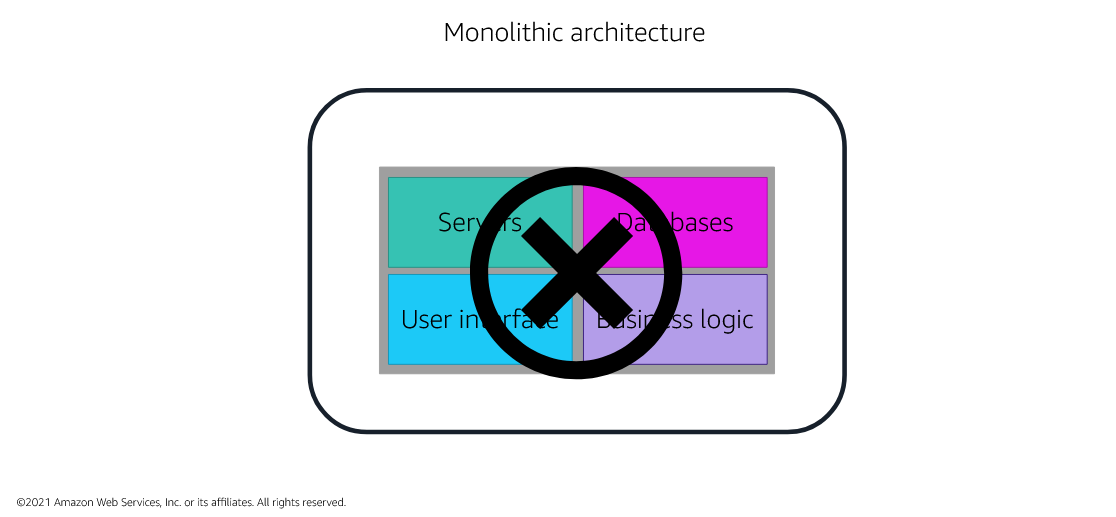 Monolithic architecture
Servers
Databases
User interface
Business logic
©2021 Amazon Web Services, Inc. or its affiliates. All rights reserved.